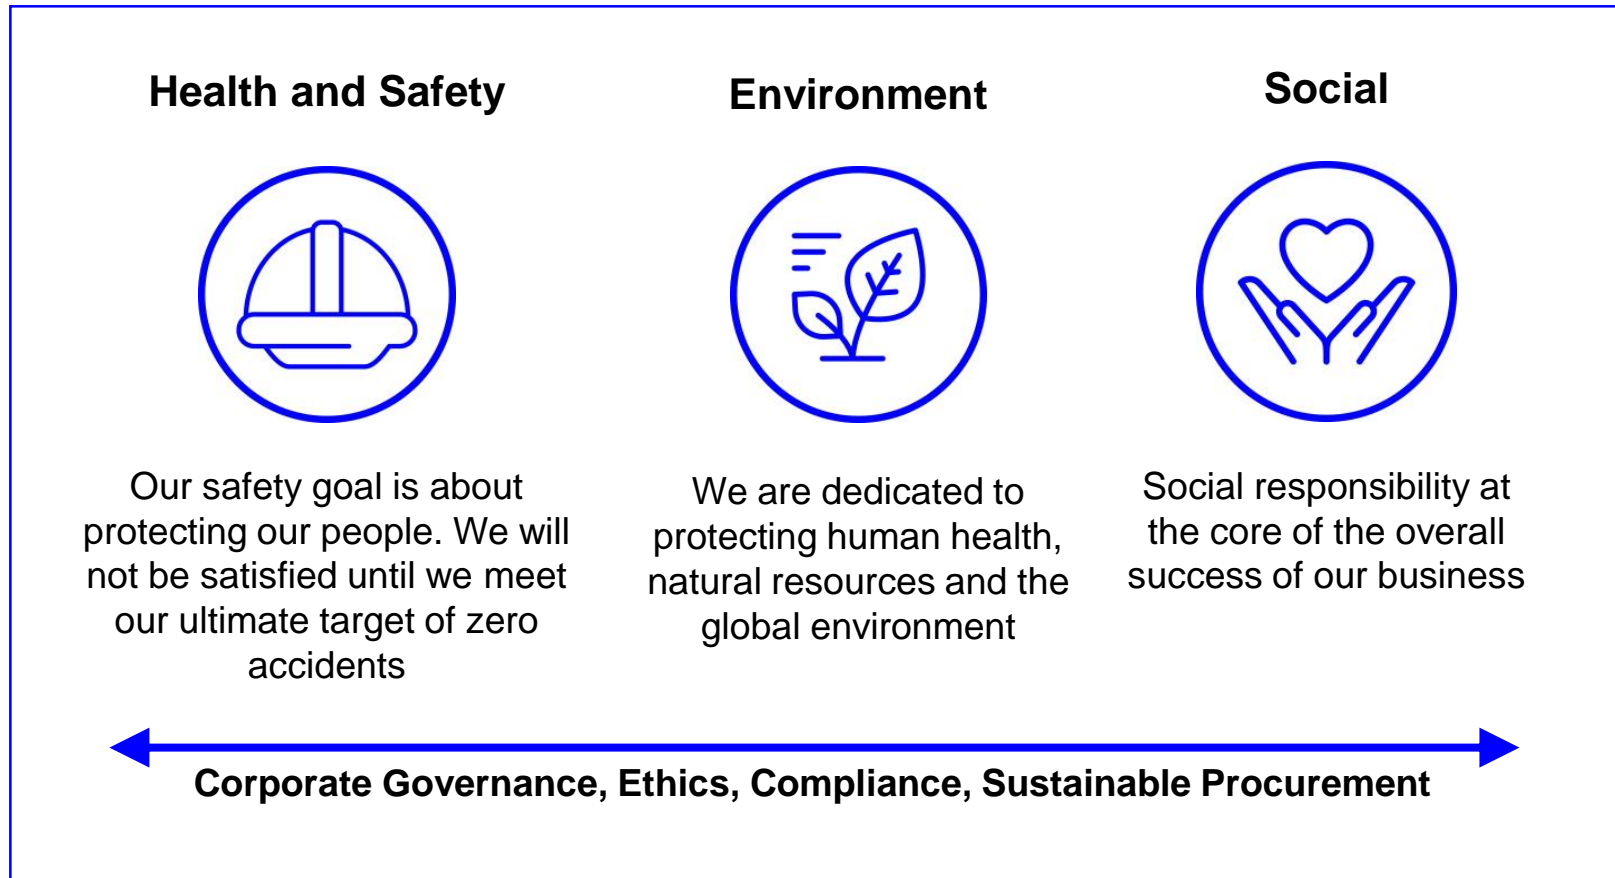 Health and Safety
Environment
Social
Our safety goal is about
protecting our people. We will
not be satisfied until we meet
our ultimate target of zero
accidents
We are dedicated to
protecting human health,
natural resources and the
global environment
Social responsibility at
the core of the overall
success of our business
Corporate Governance, Ethics, Compliance, Sustainable Procurement